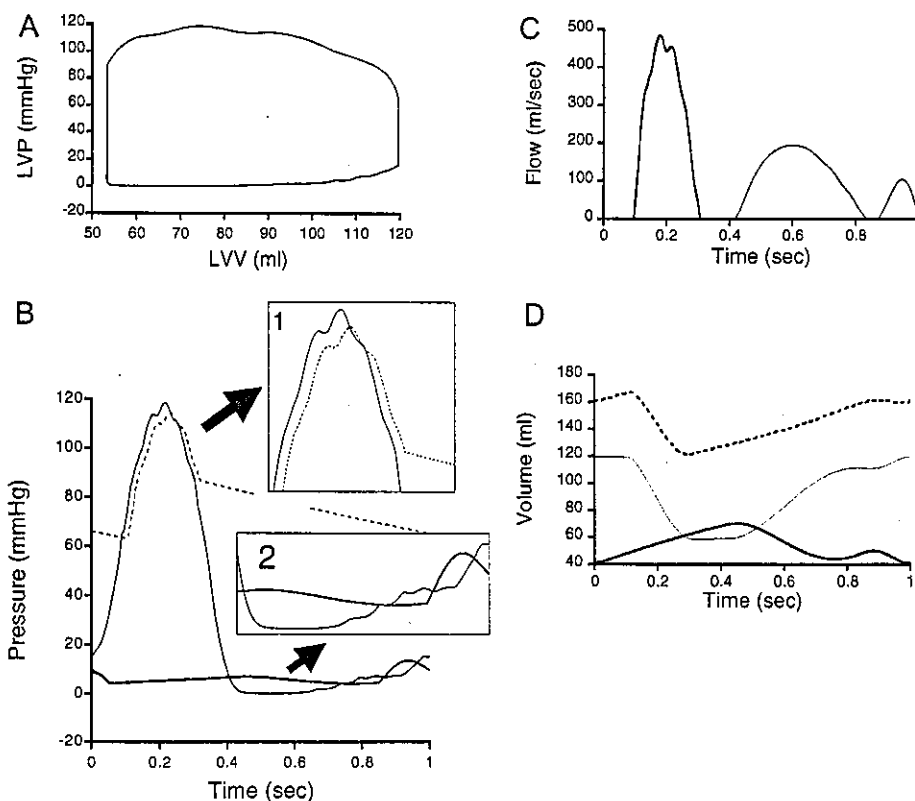 A
LVP (mmHg)
120
100
80
60
40
20
0
-20
50 60 70 80 90 100 110 120
LVV (ml)
C
Flow (ml/sec)
500
400
300
200
100
0
0 0.2 0.4 0.6 0.8
Time (sec)
B
Pressure (mmHg)
120
100
80
60
40
20
0
-20
0 0.2 0.4 0.6 0.8 1
Time (sec)
1
2
D
Volume (ml)
180
160
140
120
100
80
60
40
0 0.2 0.4 0.6 0.8 1
Time (sec)